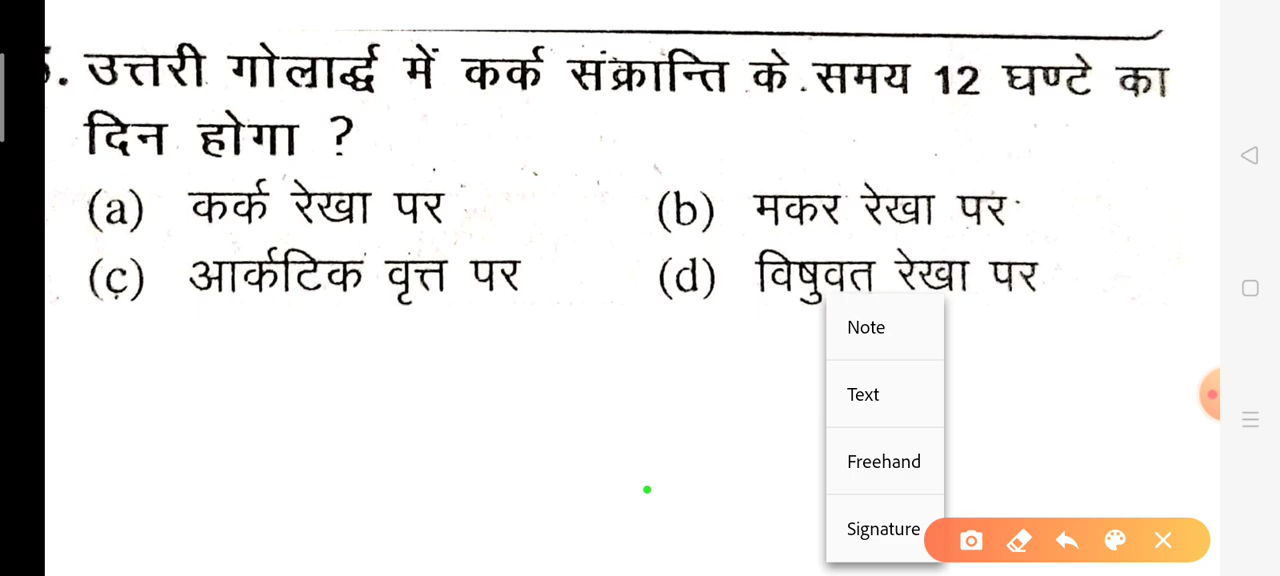 . उत्तरी गोलार्द्ध में कर्क संक्रान्ति के समय 12 घण्टे का
दिन होगा ?
(a) कर्क रेखा पर (b) मकर रेखा पर
(c) आर्कटिक वृत्त पर (d) विषुवत रेखा पर
Note
Text
Freehand
Signature